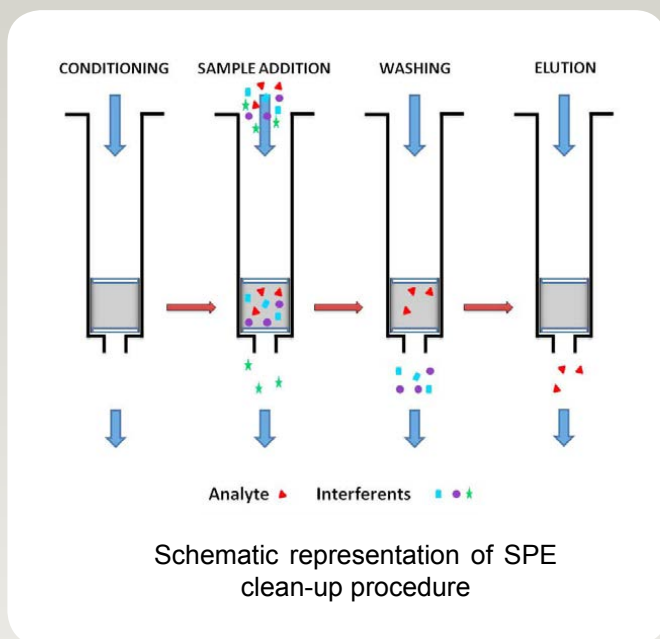 CONDITIONING SAMPLE ADDITION WASHING ELUTION
Analyte Interferents
Schematic representation of SPE
clean-up procedure